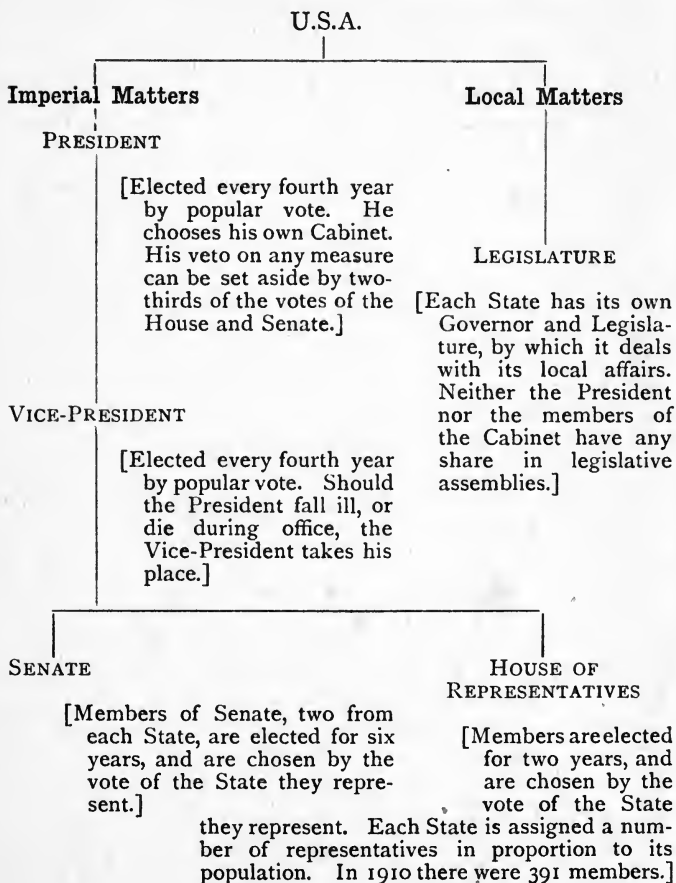 U.S.A.
Imperial Matters
PRESIDENT
[Elected every fourth year
by popular vote. He
chooses his own Cabinet.
His veto on any measure
can be set aside by two-
thirds of the votes of the
House and Senate.]
VICE-PRESIDENT
[Elected every fourth year
by popular vote. Should
the President fall ill, or
die during office, the
Vice-President takes his
place.]
Local Matters
LEGISLATURE
[Each State has its own
Governor and Legisla-
ture, by which it deals
with its local affairs.
Neither the President
nor the members of
the Cabinet have any
share in legislative
assemblies.]
SENATE
[Members of Senate, two from
each State, are elected for six
years, and are chosen by the
vote of the State they repre-
sent.]
HOUSE OF
REPRESENTATIVES
[Members are elected
for two years, and
are chosen by the
vote of the State
they represent. Each State is assigned a num-
ber of representatives in proportion to its
population. In 1910 there were 391 members.]